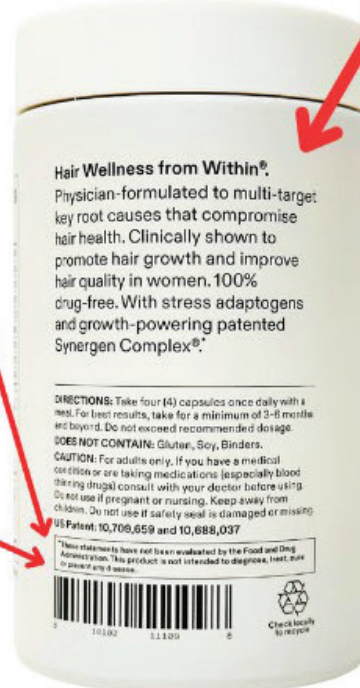 Hair Wellness from Within®.
Physician-formulated to multi-target
key root causes that compromise
hair health. Clinically shown to
promote hair growth and improve
hair quality in women. 100%
drug-free. With stress adaptogens
and growth-powering patented
Synergen Complex®.*
DIRECTIONS: Take four (4) capsules once daily with a
meal. For best results, take for a minimum of 3-6 months
and beyond. Do not exceed recommended dosage.
DOES NOT CONTAIN: Gluten, Soy, Binders.
CAUTION: For adults only. If you have a medical
condition or are taking medications (especially blood
thinning drugs) consult with your doctor before using.
Do not use if pregnant or nursing. Keep away from
children. Do not use if safety seal is damaged or missing.
US Patent: 10,709,659 and 10,688,037
*These statements have not been evaluated by the Food and Drug
Administration. This product is not intended to diagnose, treat, cure
or prevent any disease.
Check locally
to recycle